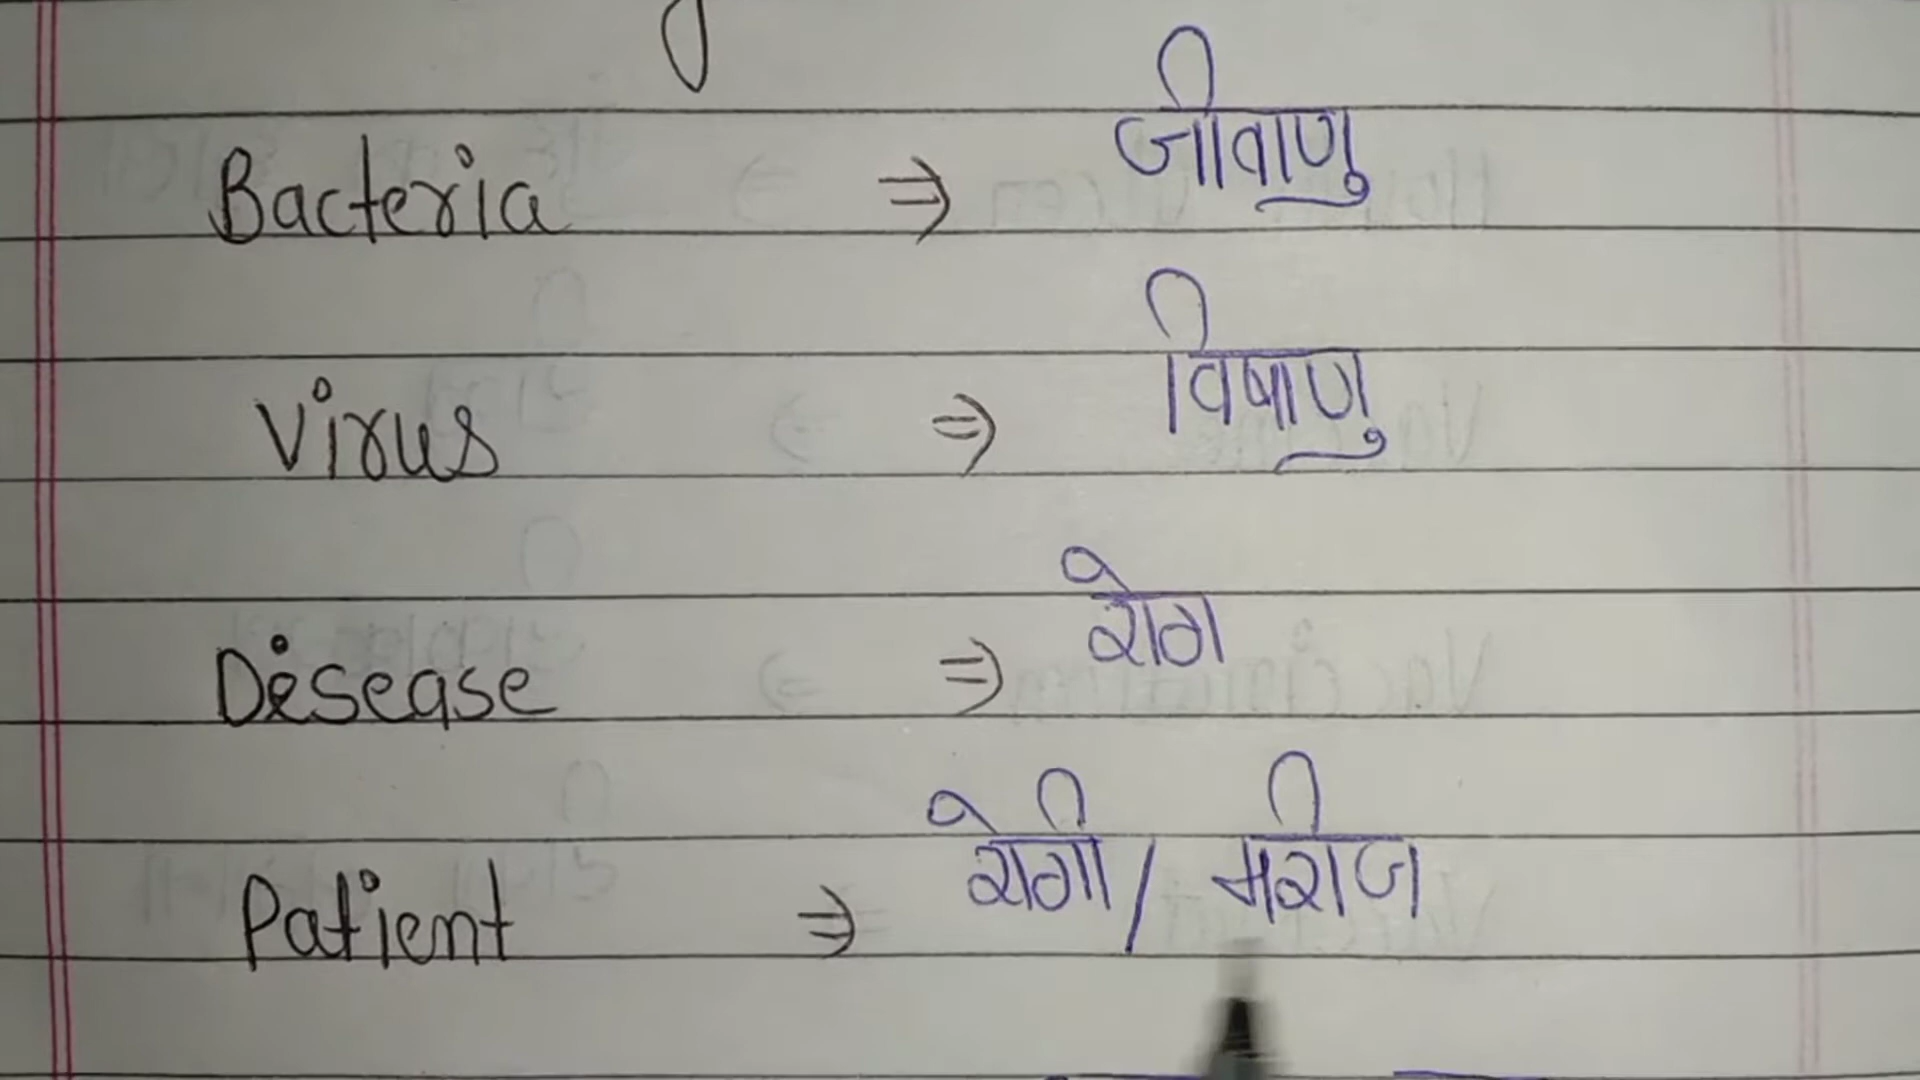 Bacteria ⇒ जीवाणु
Virus ⇒ विषाणु
Disease ⇒ रोग
Patient ⇒ रोगी / मरीज